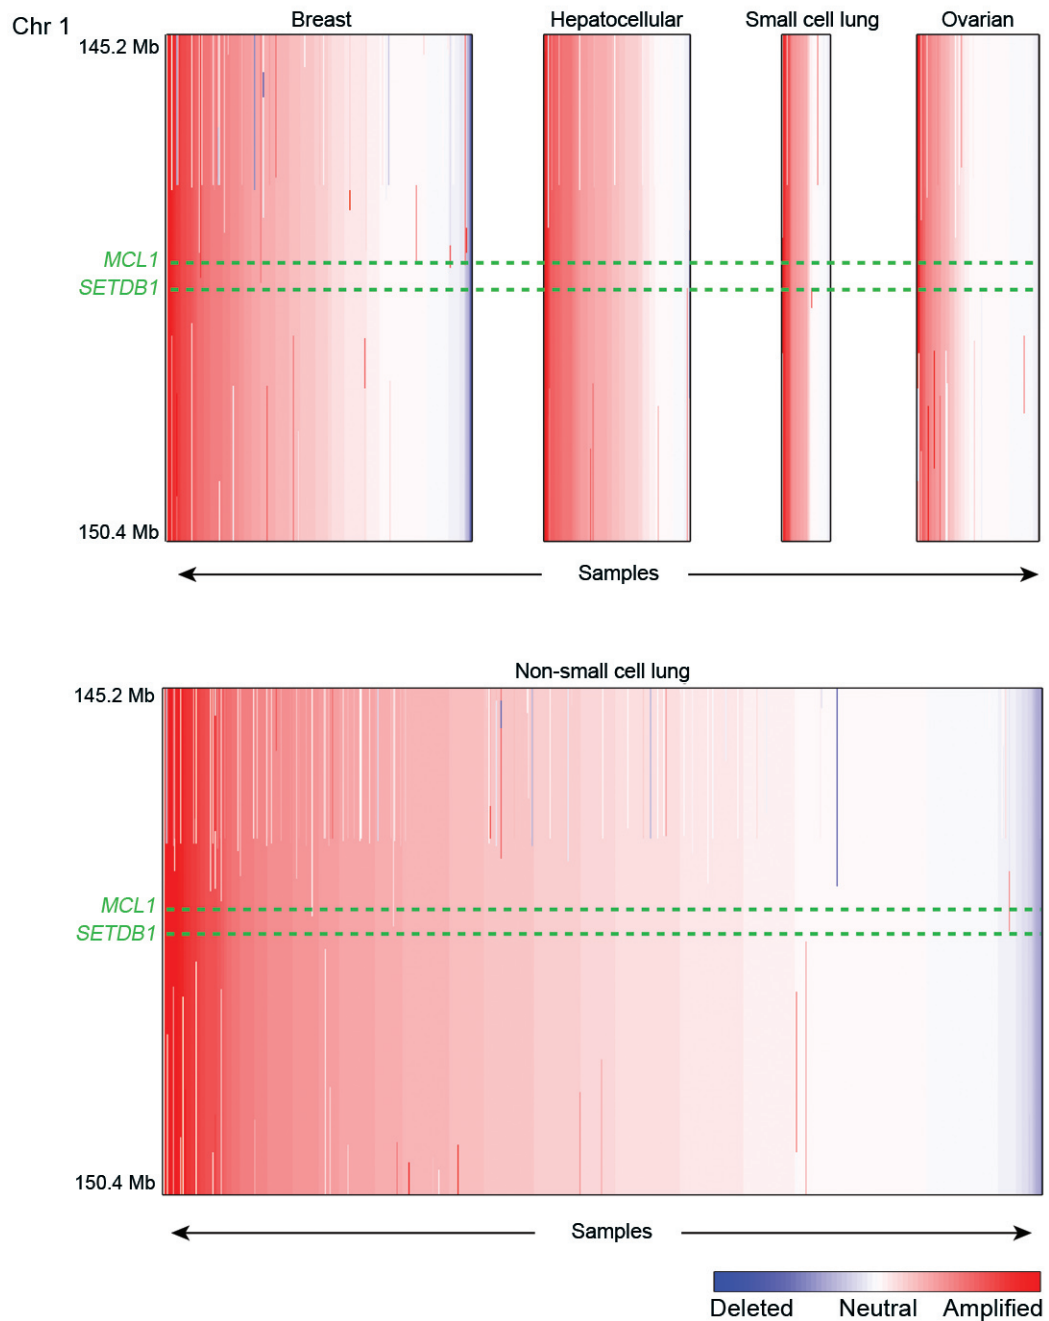 Chr 1
Breast
Hepatocellular
Small cell lung
Ovarian
145.2 Mb
MCL1
SETDB1
150.4 Mb
Samples
Non-small cell lung
145.2 Mb
MCL1
SETDB1
150.4 Mb
Samples
Deleted Neutral Amplified